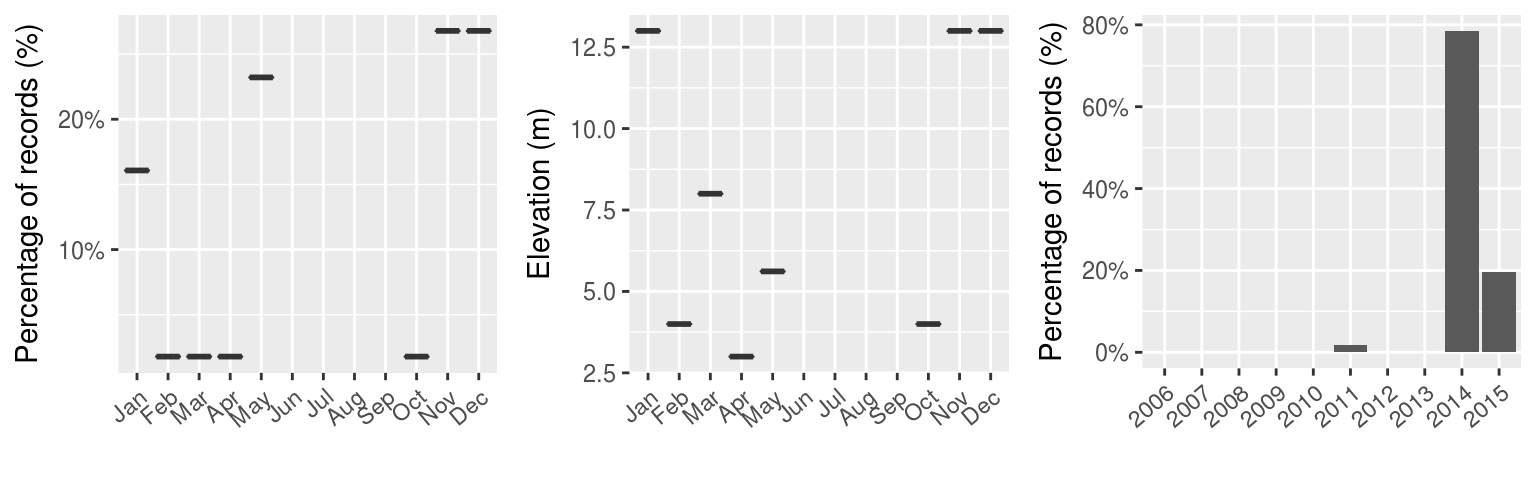 Percentage of records (%)
20%
10%
Jan Feb Mar Apr May Jun Jul Aug Sep Oct Nov Dec
Elevation (m)
12.5
10.0
7.5
5.0
2.5
Jan Feb Mar Apr May Jun Jul Aug Sep Oct Nov Dec
Percentage of records (%)
80%
60%
40%
20%
0%
2006 2007 2008 2009 2010 2011 2012 2013 2014 2015